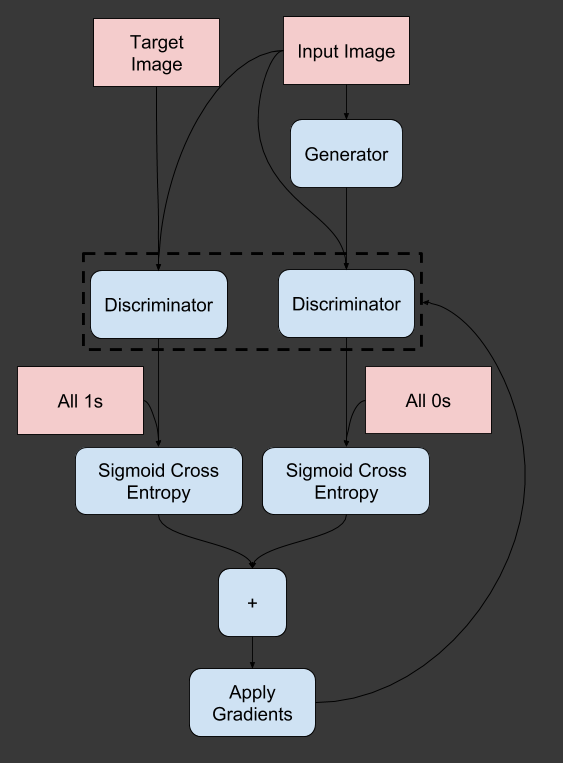 Target
Image
Input Image
Generator
Discriminator
Discriminator
All 1s
All 0s
Sigmoid Cross
Entropy
Sigmoid Cross
Entropy
+
Apply
Gradients